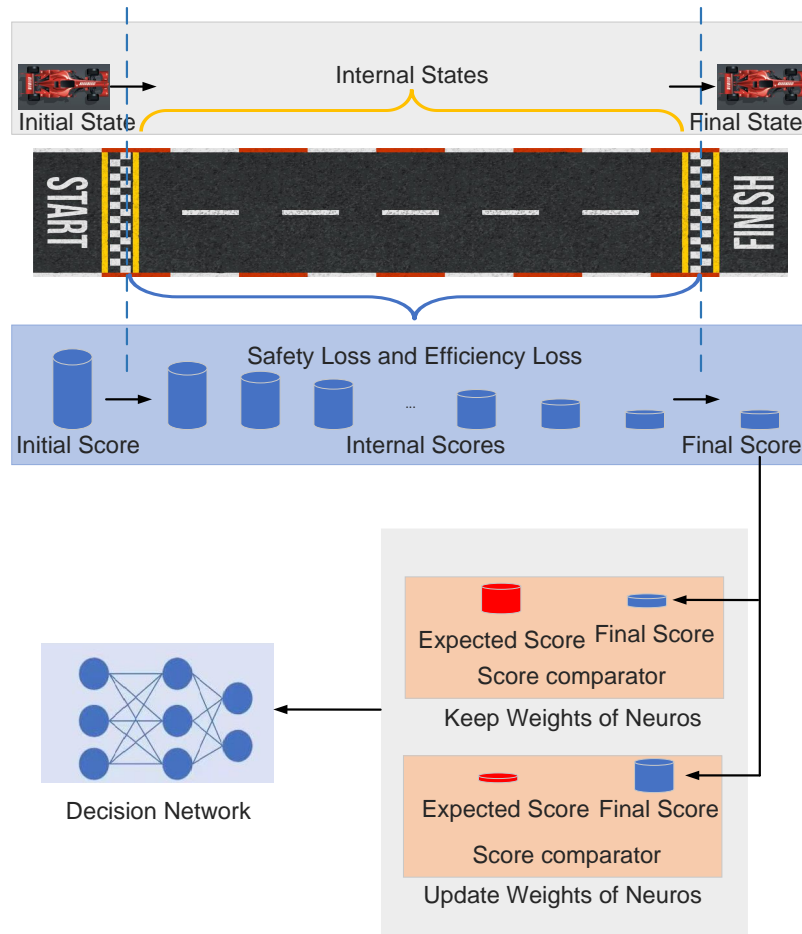 Internal States
Initial State
Final State
START
FINISH
Safety Loss and Efficiency Loss
...
Initial Score
Internal Scores
Final Score
Expected Score
Final Score
Score comparator
Keep Weights of Neuros
Expected Score
Final Score
Score comparator
Update Weights of Neuros
Decision Network